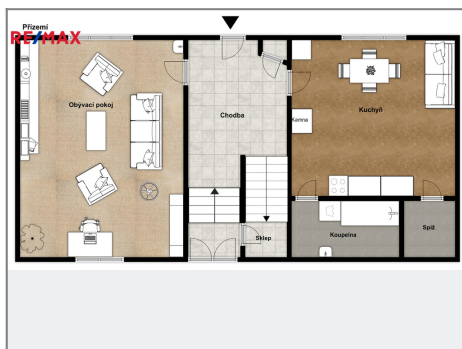 Přízemí
RE/MAX
Obývací pokoj
Chodba
Kuchyň
Kamna
Sklep
Koupelna
Spíž